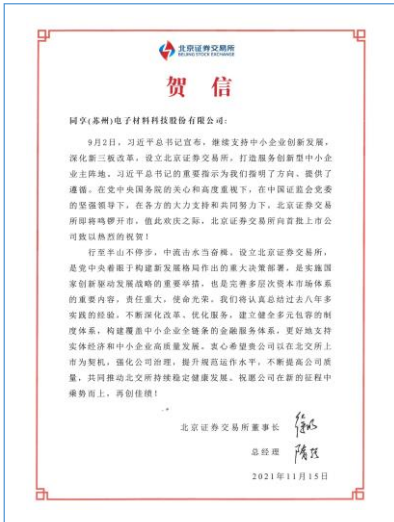 北京证券交易所
BEIJING STOCK EXCHANGE
贺信
同享(苏州)电子材料科技股份有限公司:
9月2日,习近平总书记宣布,继续支持中小企业创新发展,
深化新三板改革,设立北京证券交易所,打造服务创新型中小企
业主阵地。习近平总书记的重要指示为我们指明了方向、提供了
遵循。在党中央国务院的关心和高度重视下,在中国证监会党委
的坚强领导下,在各方的大力支持和共同努力下,北京证券交易
所即将鸣锣开市。值此欢庆之际,北京证券交易所向首批上市公
司致以热烈的祝贺!
行至半山不停步,中流击水当奋楫。设立北京证券交易所,
是党中央着眼于构建新发展格局作出的重大决策部署,是实施国
家创新驱动发展战略的重要举措,也是完善多层次资本市场体系
的重要内容,责任重大,使命光荣。我们将认真总结过去八年多
实践的经验,不断深化改革、优化服务,建立健全多元包容的制
度体系,构建覆盖中小企业全链条的金融服务体系,更好地支持
实体经济和中小企业高质量发展。衷心希望贵公司以在北交所上
市为契机,强化公司治理,提升规范运作水平,不断提高公司质
量,共同推动北交所持续稳定健康发展。祝愿公司在新的征程中
乘势而上,再创佳绩!
北京证券交易所董事长
总经理
2021年11月15日